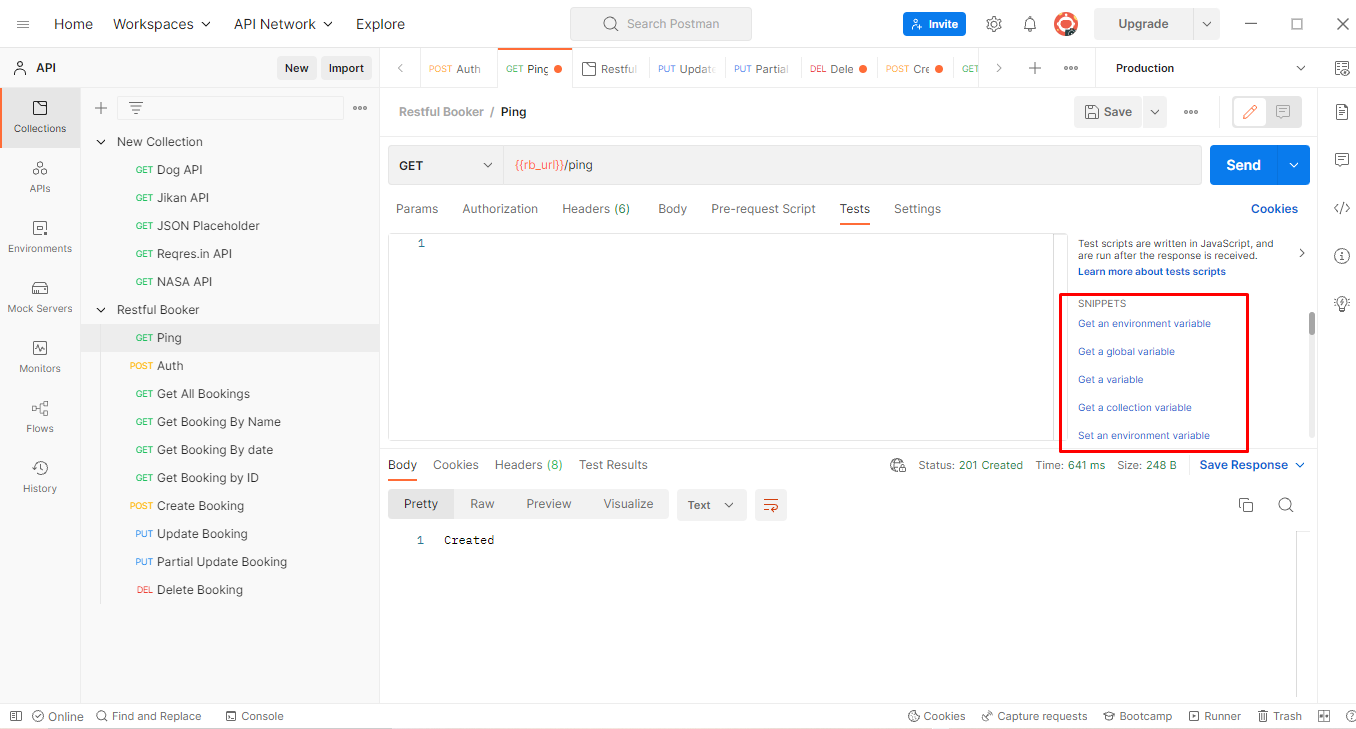 Home Workspaces API Network Explore Search Postman Invite Upgrade
API New Import POST Auth GET Ping Restful PUT Update PUT Partial DEL Dele POST Cre GET Production
Collections
APIs
Environments
Mock Servers
Monitors
Flows
History
New Collection
GET Dog API
GET Jikan API
GET JSON Placeholder
GET Reqres.in API
GET NASA API
Restful Booker
GET Ping
POST Auth
GET Get All Bookings
GET Get Booking By Name
GET Get Booking By date
GET Get Booking by ID
POST Create Booking
PUT Update Booking
PUT Partial Update Booking
DEL Delete Booking
Restful Booker / Ping Save
GET {{rb_url}}/ping Send
Params Authorization Headers (6) Body Pre-request Script Tests Settings Cookies
1
Test scripts are written in JavaScript, and
are run after the response is received.
Learn more about tests scripts
SNIPPETS
Get an environment variable
Get a global variable
Get a variable
Get a collection variable
Set an environment variable
Body Cookies Headers (8) Test Results Status: 201 Created Time: 641 ms Size: 248 B Save Response
Pretty Raw Preview Visualize Text
1 Created
Online Find and Replace Console Cookies Capture requests Bootcamp Runner Trash